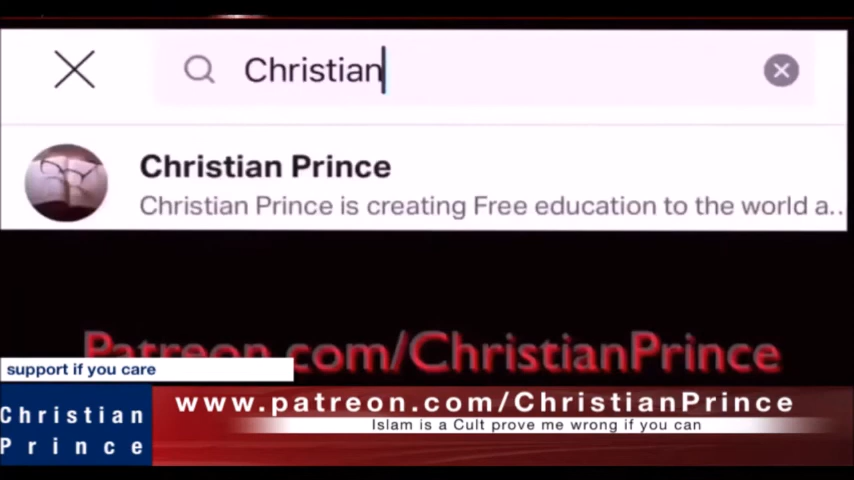 Christian
Christian Prince
Christian Prince is creating Free education to the world a..
Patreon.com/ChristianPrince
support if you care
Christian
Prince
www.patreon.com/ChristianPrince
Islam is a Cult prove me wrong if you can